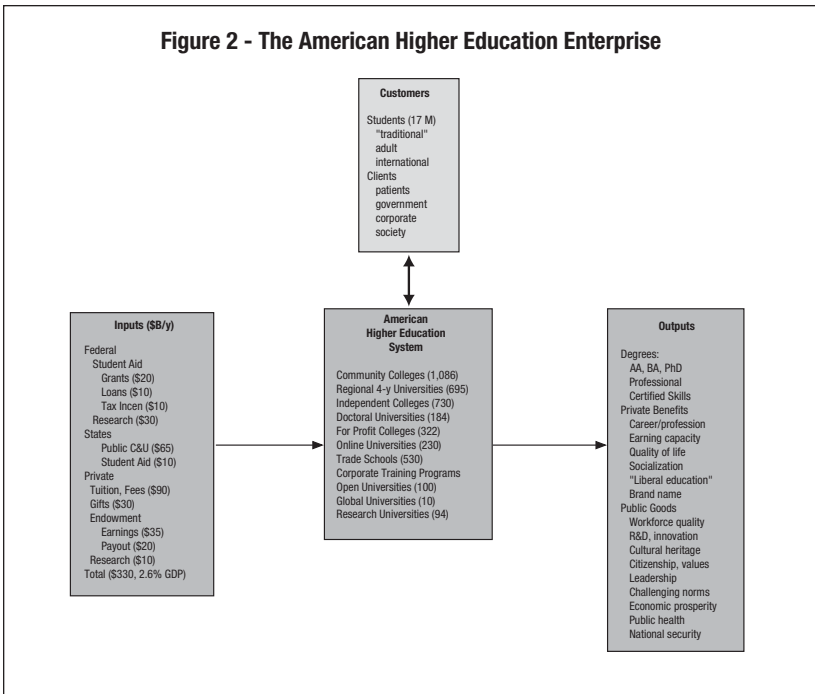 Figure 2 - The American Higher Education Enterprise
Customers
Students (17 M)
"traditional"
adult
international
Clients
patients
government
corporate
society
Inputs ($B/y)
Federal
Student Aid
Grants ($20)
Loans ($10)
Tax Incen ($10)
Research ($30)
States
Public C&U ($65)
Student Aid ($10)
Private
Tuition, Fees ($90)
Gifts ($30)
Endowment
Earnings ($35)
Payout ($20)
Research ($10)
Total ($330, 2.6% GDP)
American
Higher Education
System
Community Colleges (1,086)
Regional 4-y Universities (695)
Independent Colleges (730)
Doctoral Universities (184)
For Profit Colleges (322)
Online Universities (230)
Trade Schools (530)
Corporate Training Programs
Open Universities (100)
Global Universities (10)
Research Universities (94)
Outputs
Degrees:
AA, BA, PhD
Professional
Certified Skills
Private Benefits
Career/profession
Earning capacity
Quality of life
Socialization
"Liberal education"
Brand name
Public Goods
Workforce quality
R&D, innovation
Cultural heritage
Citizenship, values
Leadership
Challenging norms
Economic prosperity
Public health
National security